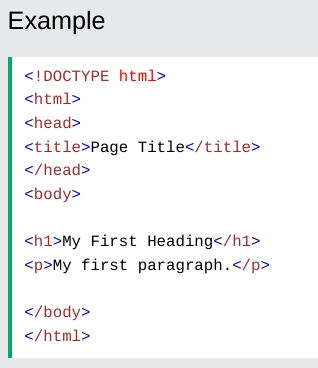 Example
<!DOCTYPE html>
<html>
<head>
<title>Page Title</title>
</head>
<body>
<h1>My First Heading</h1>
<p>My first paragraph.</p>
</body>
</html>